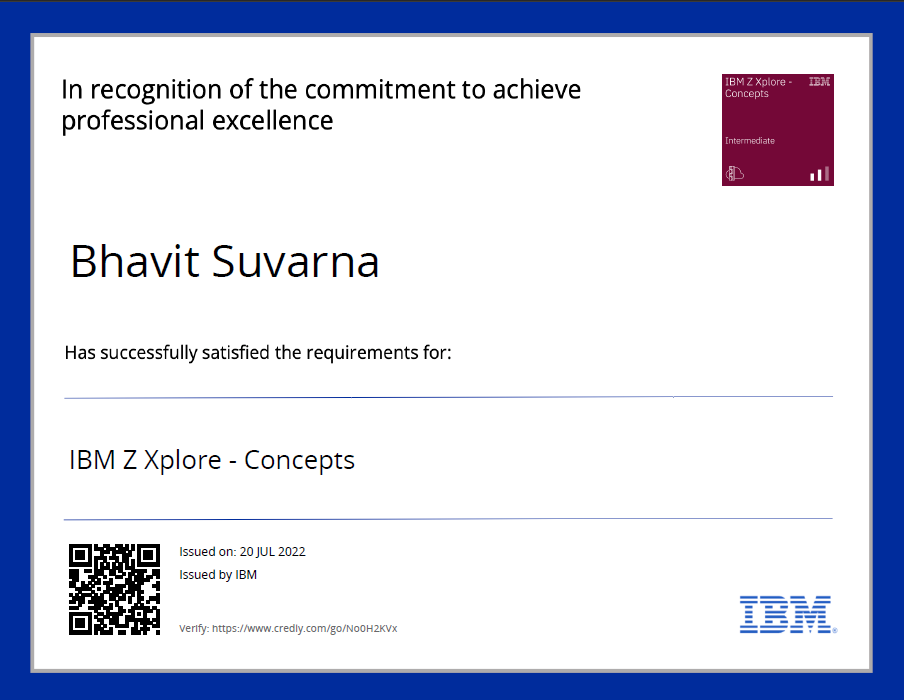 In recognition of the commitment to achieve
professional excellence
IBM Z Xplore -
Concepts
IBM
Intermediate
Bhavit Suvarna
Has successfully satisfied the requirements for:
IBM Z Xplore - Concepts
Issued on: 20 JUL 2022
Issued by IBM
Verify: https://www.credly.com/go/No0H2KVx
IBM®